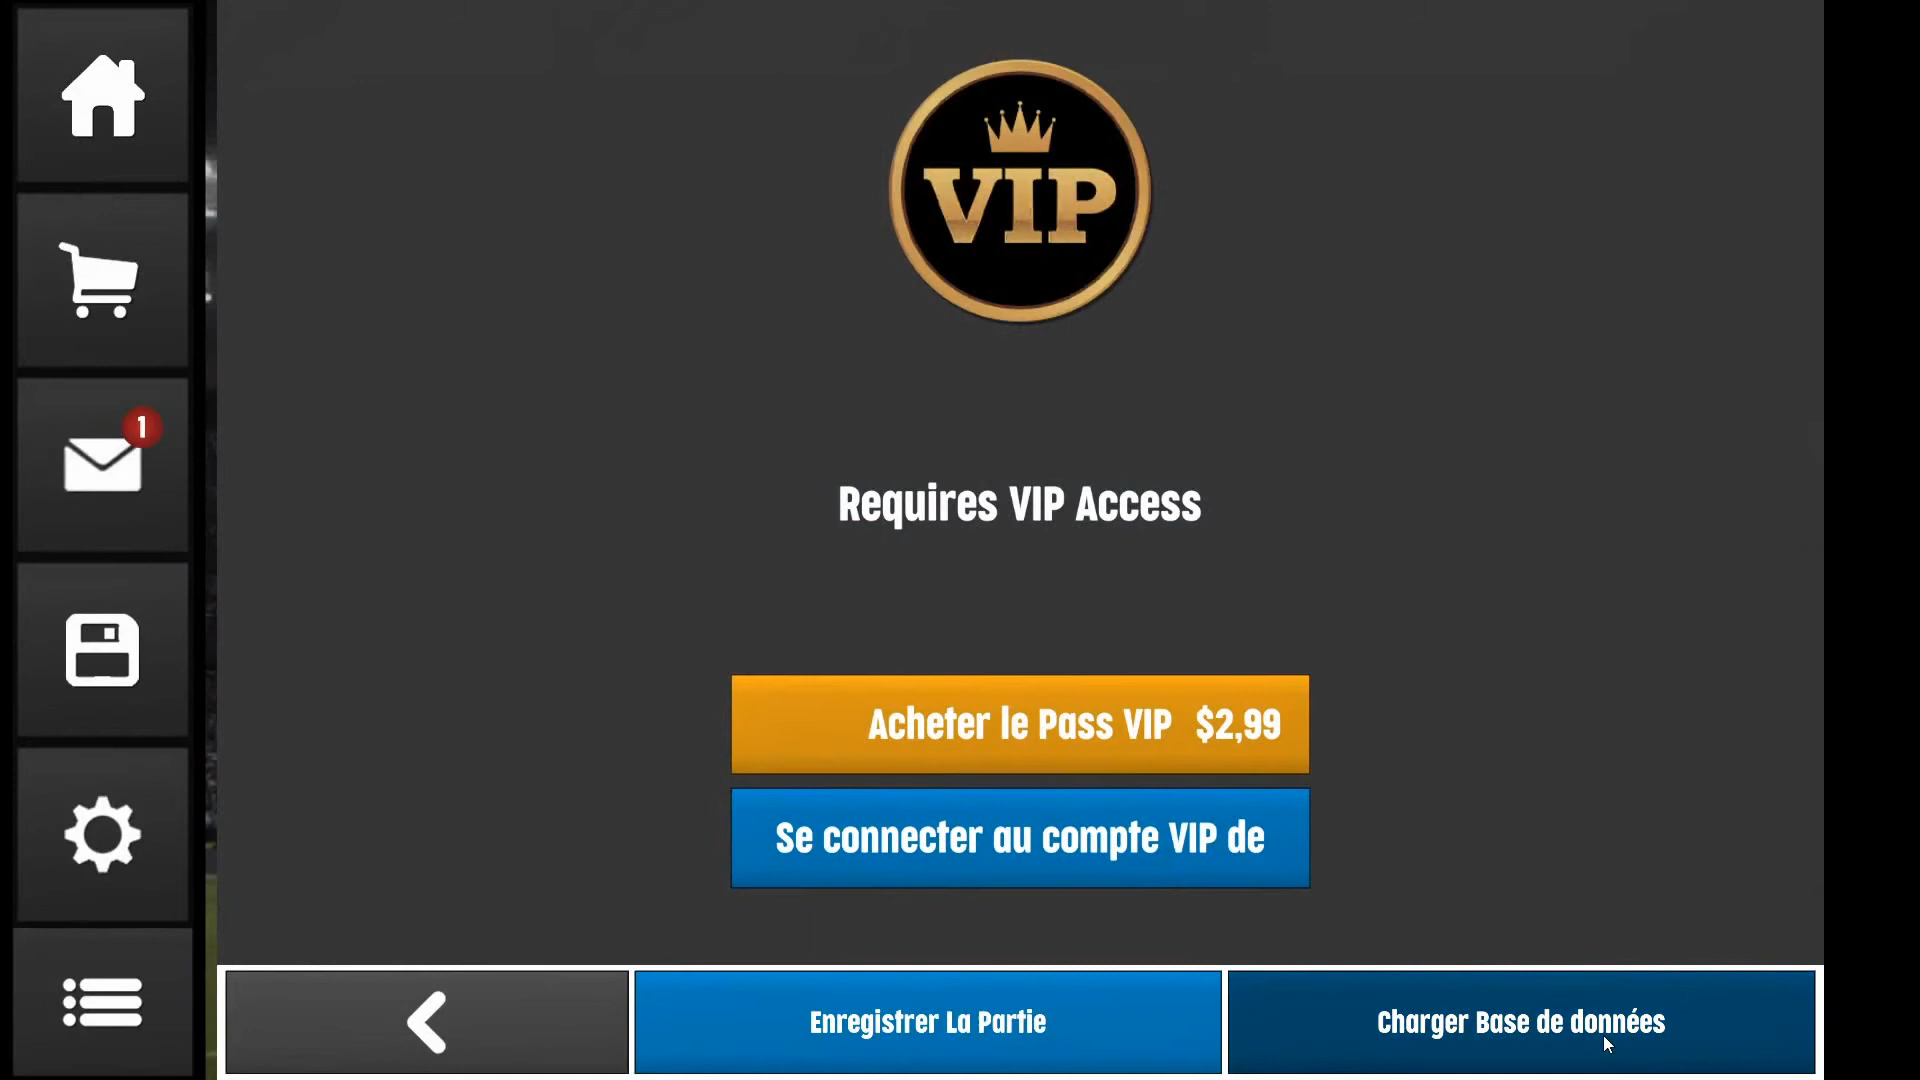 VIP
1
Requires VIP Access
Acheter le Pass VIP $2,99
Se connecter au compte VIP de
Enregistrer La Partie
Charger Base de données